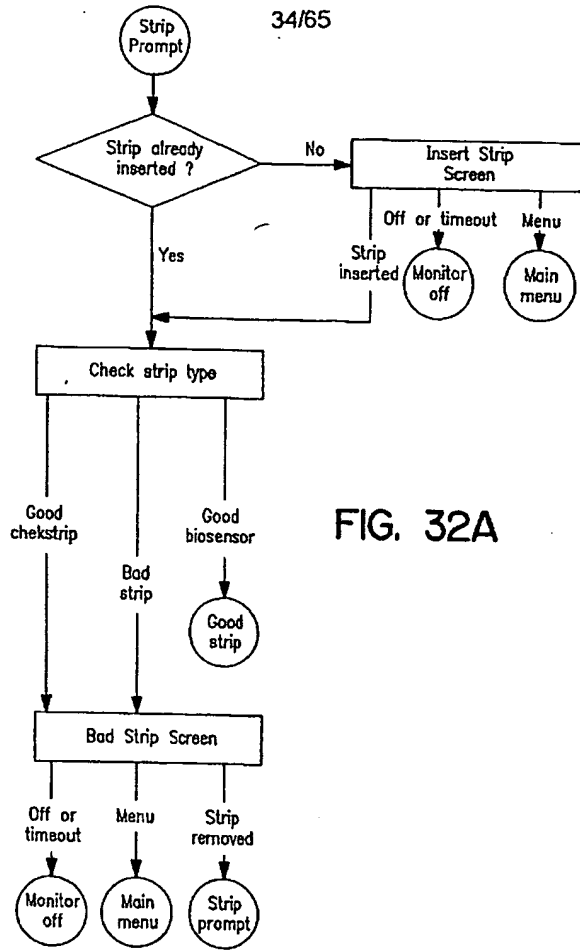 34/65
Strip
Prompt
Strip already
inserted ?
No
Insert Strip
Screen
Yes
Strip
inserted
Off or timeout
Menu
Monitor
off
Main
menu
Check strip type
Good
chekstrip
Bad
strip
Good
biosensor
Good
strip
FIG. 32A
Bad Strip Screen
Off or
timeout
Menu
Strip
removed
Monitor
off
Main
menu
Strip
prompt